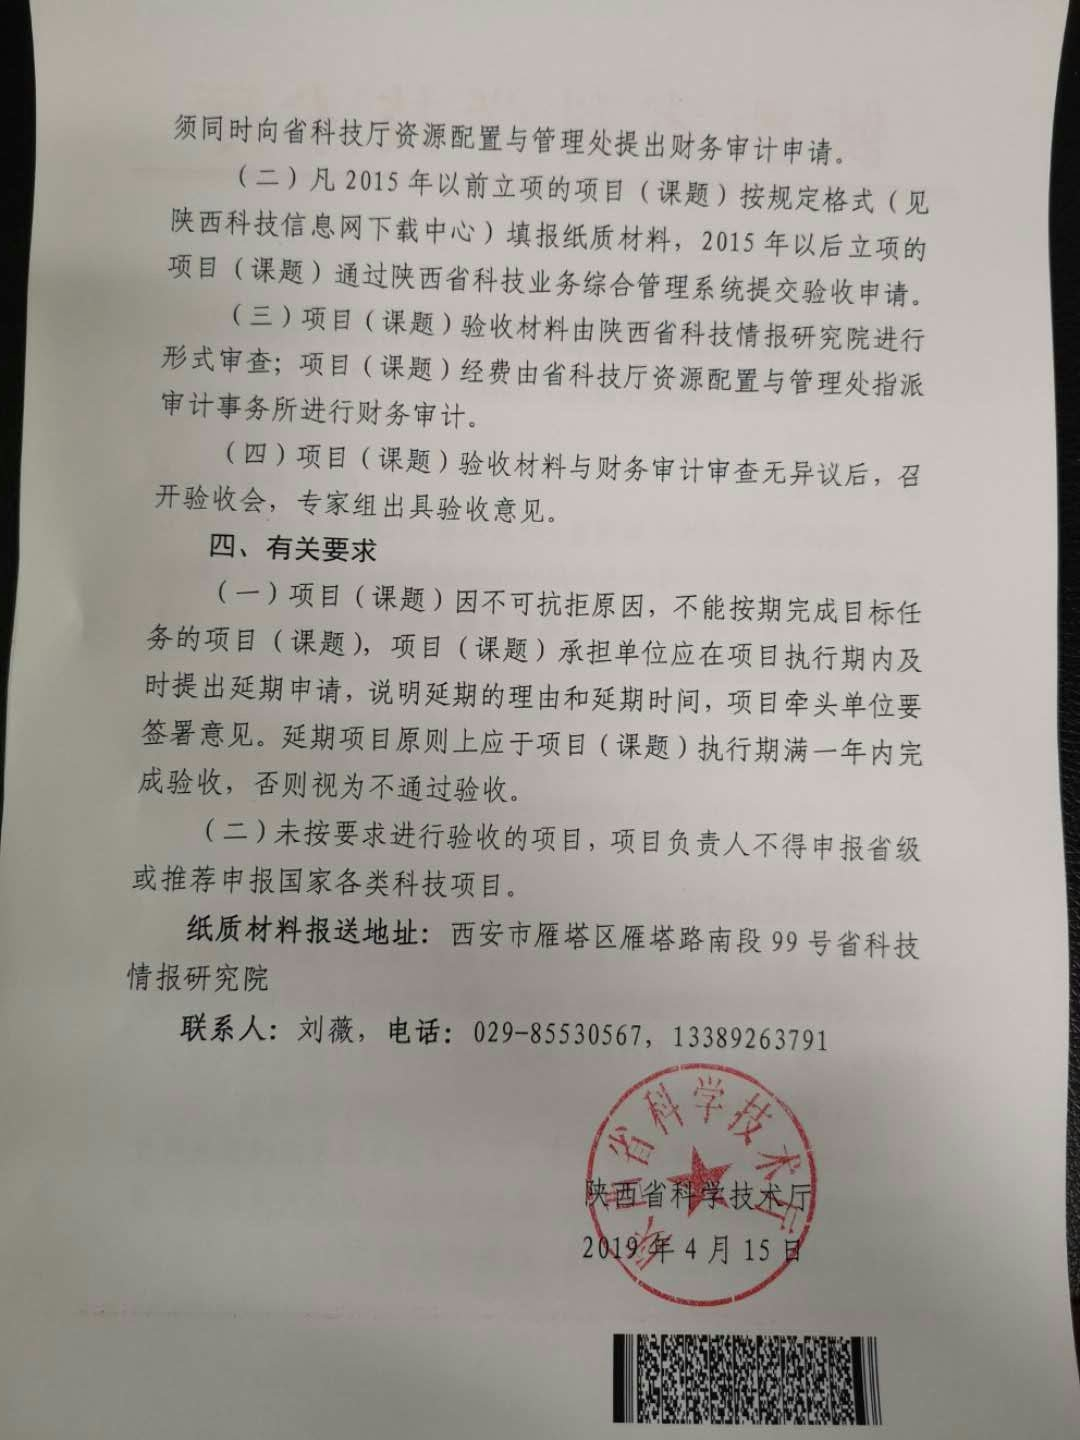 须同时向省科技厅资源配置与管理处提出财务审计申请。
（二）凡 2015 年以前立项的项目（课题）按规定格式（见
陕西科技信息网下载中心）填报纸质材料，2015 年以后立项的
项目（课题）通过陕西省科技业务综合管理系统提交验收申请。
（三）项目（课题）验收材料由陕西省科技情报研究院进行
形式审查；项目（课题）经费由省科技厅资源配置与管理处指派
审计事务所进行财务审计。
（四）项目（课题）验收材料与财务审计审查无异议后，召
开验收会，专家组出具验收意见。
四、有关要求
（一）项目（课题）因不可抗拒原因，不能按期完成目标任
务的项目（课题），项目（课题）承担单位应在项目执行期内及
时提出延期申请，说明延期的理由和延期时间，项目牵头单位要
签署意见。延期项目原则上应于项目（课题）执行期满一年内完
成验收，否则视为不通过验收。
（二）未按要求进行验收的项目，项目负责人不得申报省级
或推荐申报国家各类科技项目。
纸质材料报送地址：西安市雁塔区雁塔路南段 99 号省科技
情报研究院
联系人：刘薇，电话：029-85530567，13389263791
陕西省科学技术厅
陕西省科学技术厅
2019 年 4 月 15 日